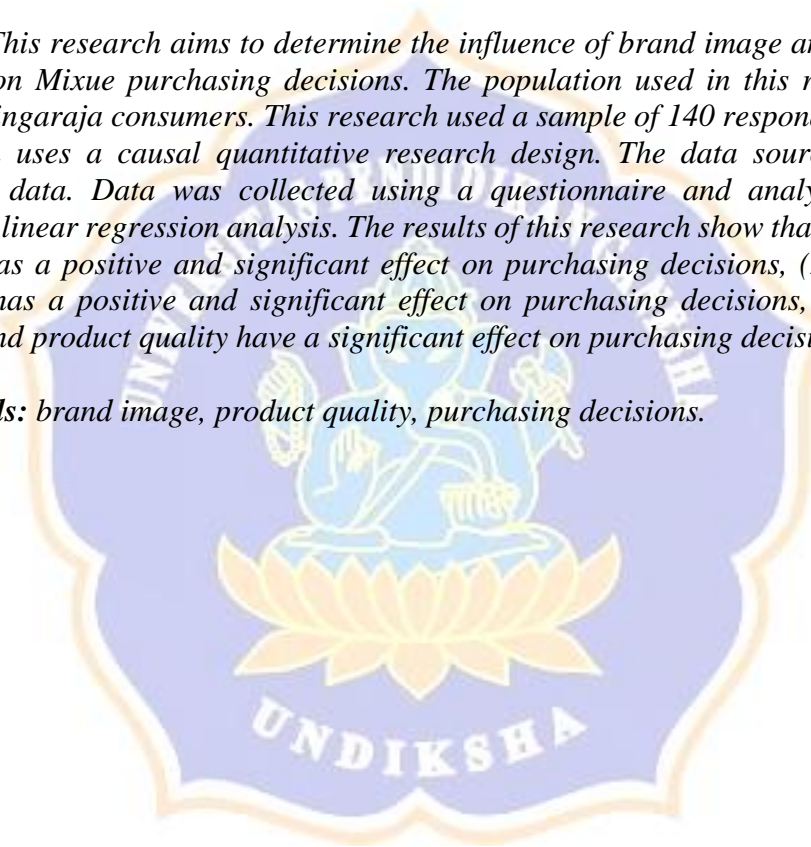 This research aims to determine the influence of brand image an
on Mixue purchasing decisions. The population used in this r
ngaraja consumers. This research used a sample of 140 respon
uses a causal quantitative research design. The data sour
data. Data was collected using a questionnaire and analy
linear regression analysis. The results of this research show tha
as a positive and significant effect on purchasing decisions, (
has a positive and significant effect on purchasing decisions,
nd product quality have a significant effect on purchasing decisi
ds: brand image, product quality, purchasing decisions.
UNIVERSITAS PENDIDIKAN GANESHA
UNDIKSHA